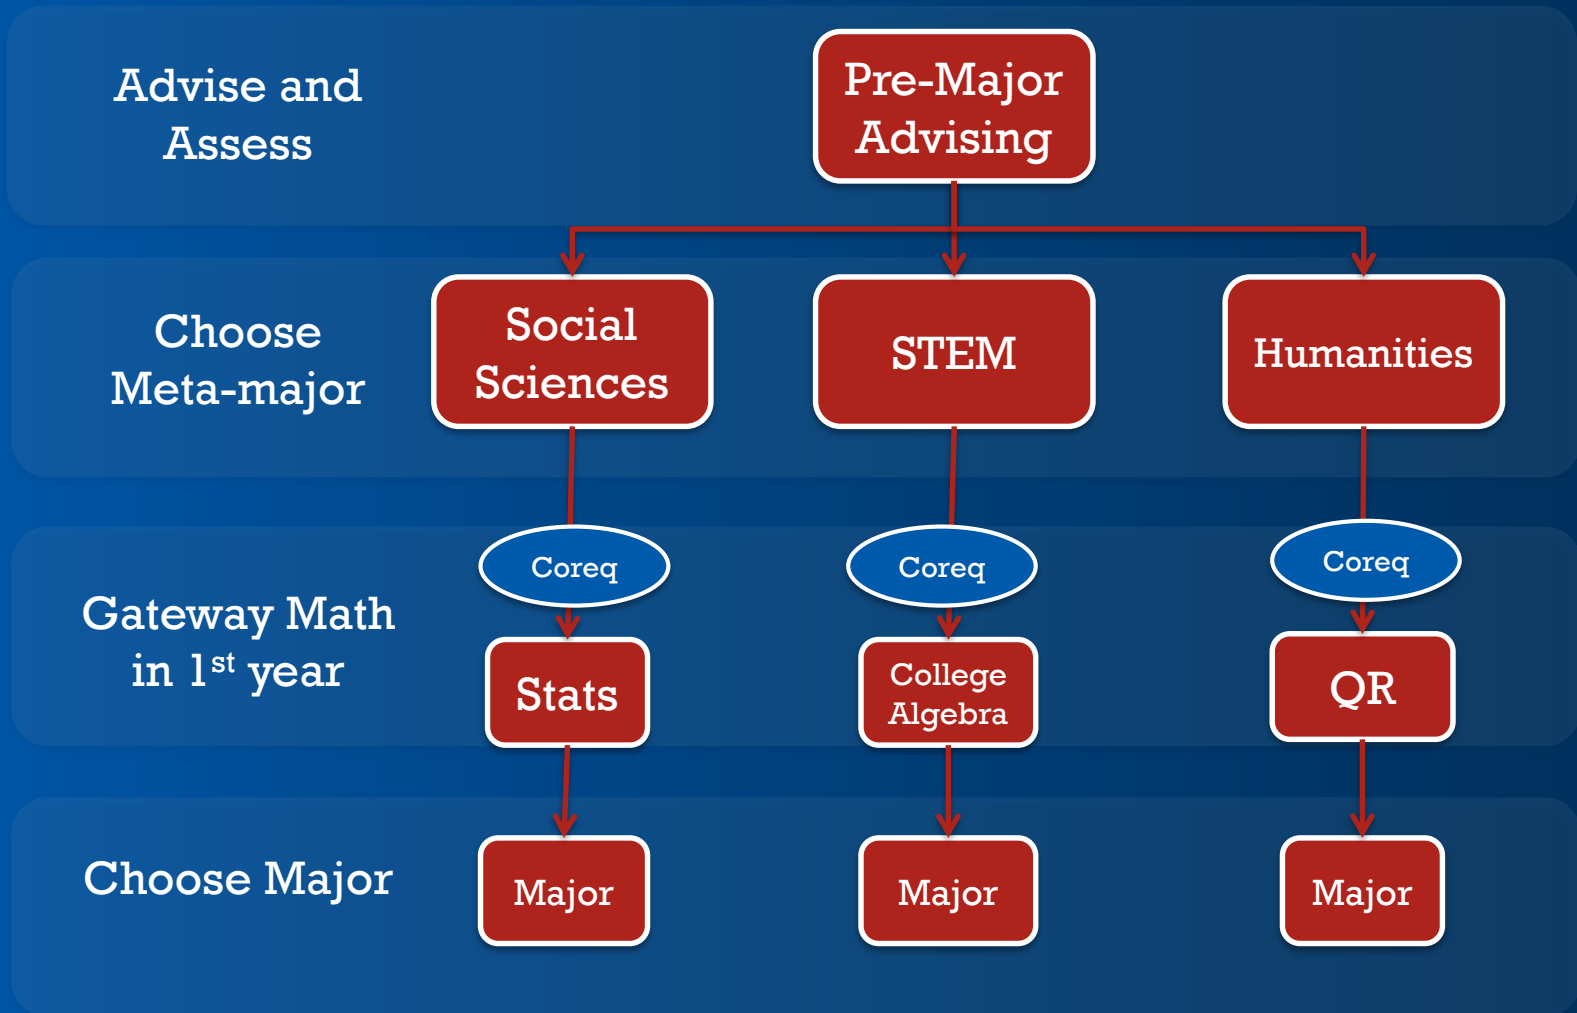 Advise and
Assess
Pre-Major
Advising
Choose
Meta-major
Social
Sciences
STEM
Humanities
Gateway Math
in 1st year
Coreq
Coreq
Coreq
Stats
College
Algebra
QR
Choose Major
Major
Major
Major